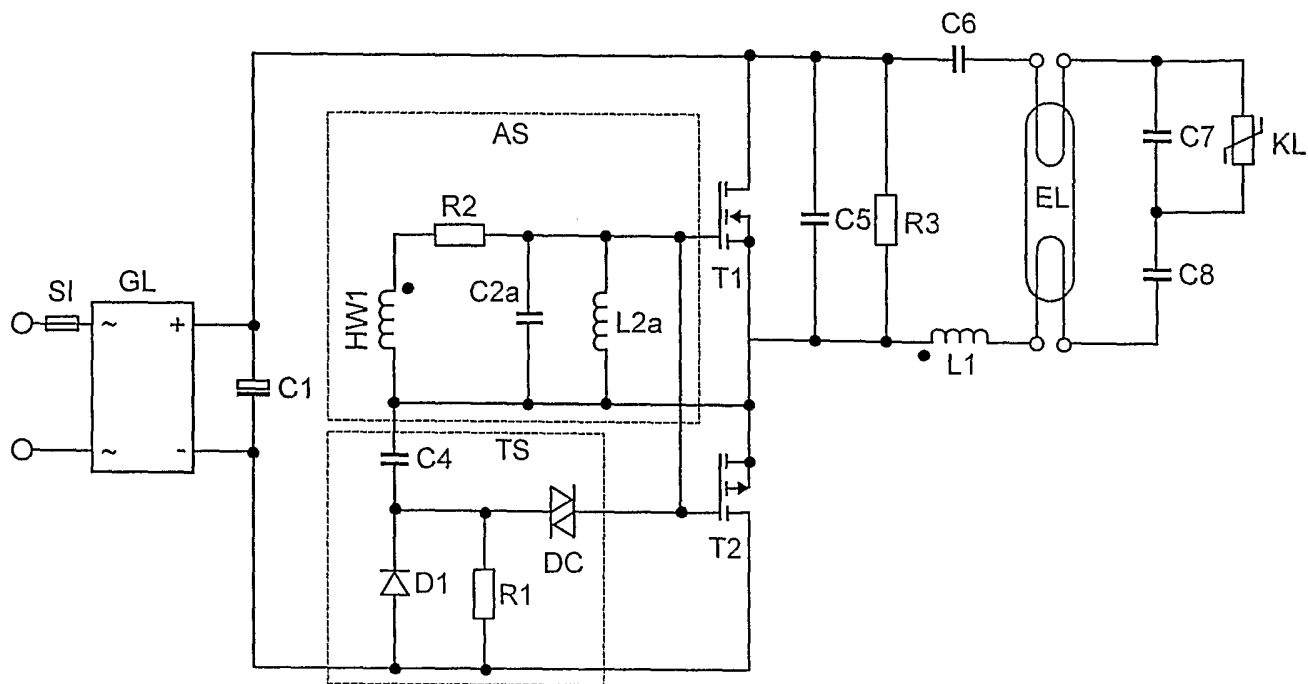 C6
AS
C7
KL
R2
EL
C5
R3
T1
C8
SI
GL
HW1
C2a
L2a
~
+
L1
C1
~
-
TS
C4
T2
DC
D1
R1